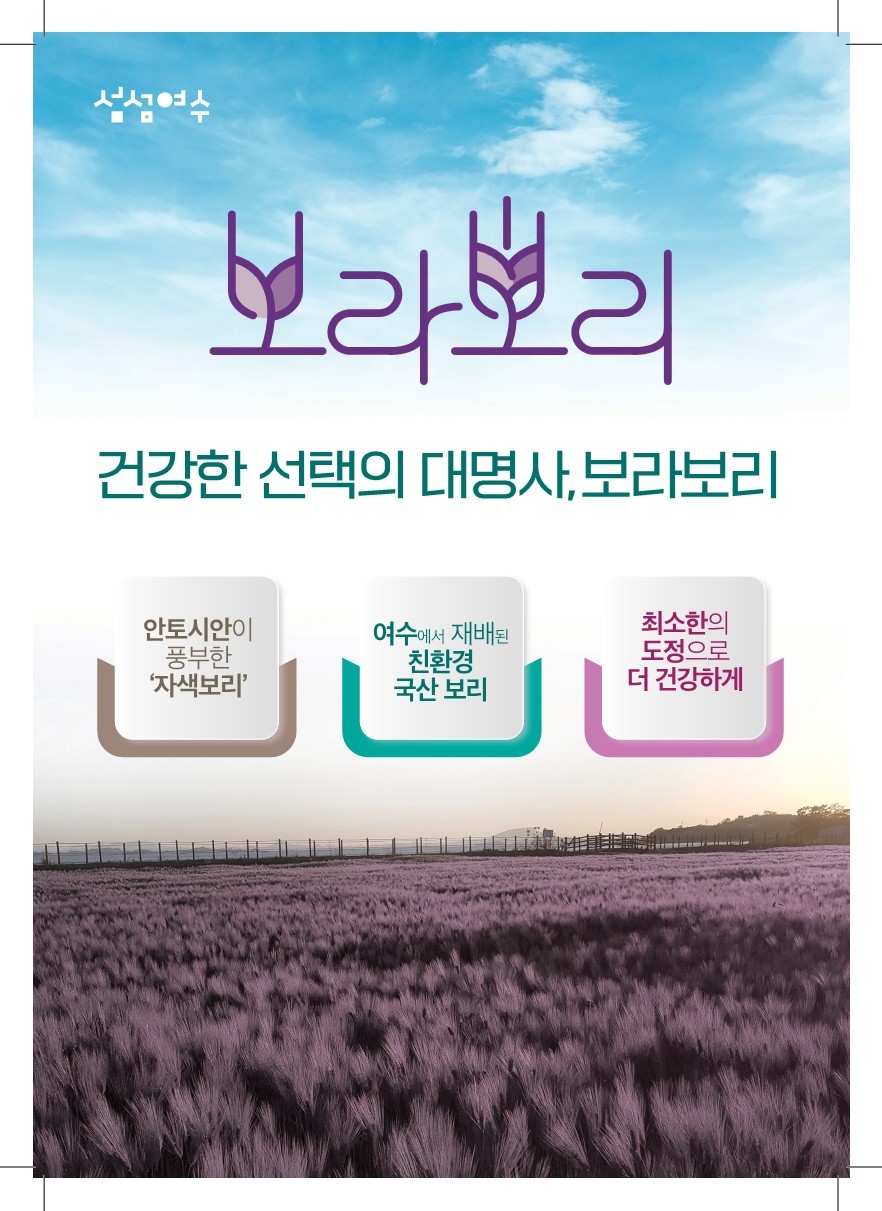 섬섬여수
보라보리
건강한 선택의 대명사, 보라보리
안토시안이
풍부한
‘자색보리’
여수에서 재배된
친환경
국산 보리
최소한의
도정으로
더 건강하게